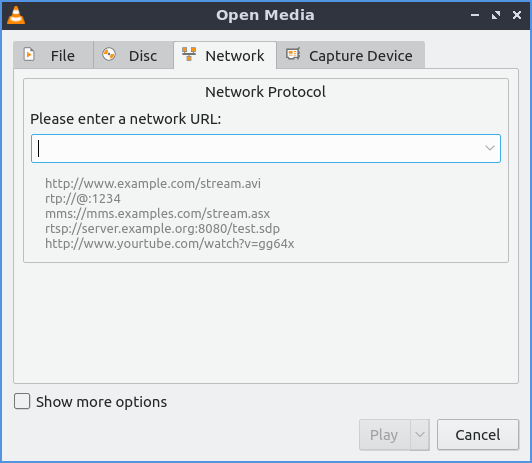 Open Media
File Disc Network Capture Device
Network Protocol
Please enter a network URL:
http://www.example.com/stream.avi
rtp://@:1234
mms://mms.examples.com/stream.asx
rtsp://server.example.org:8080/test.sdp
http://www.yourtube.com/watch?v=gg64x
Show more options
Play Cancel